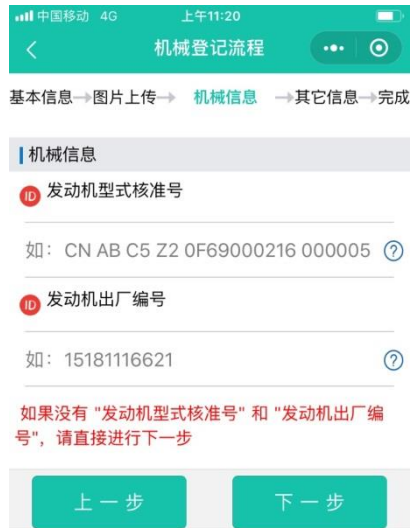 中国移动 4G 上午11:20
机械登记流程
基本信息→图片上传→ 机械信息 →其它信息→完成
机械信息
ID 发动机型式核准号
如：CN AB C5 Z2 0F69000216 000005 ?
ID 发动机出厂编号
如：15181116621 ?
如果没有 "发动机型式核准号" 和 "发动机出厂编
号"，请直接进行下一步
上一步 下一步